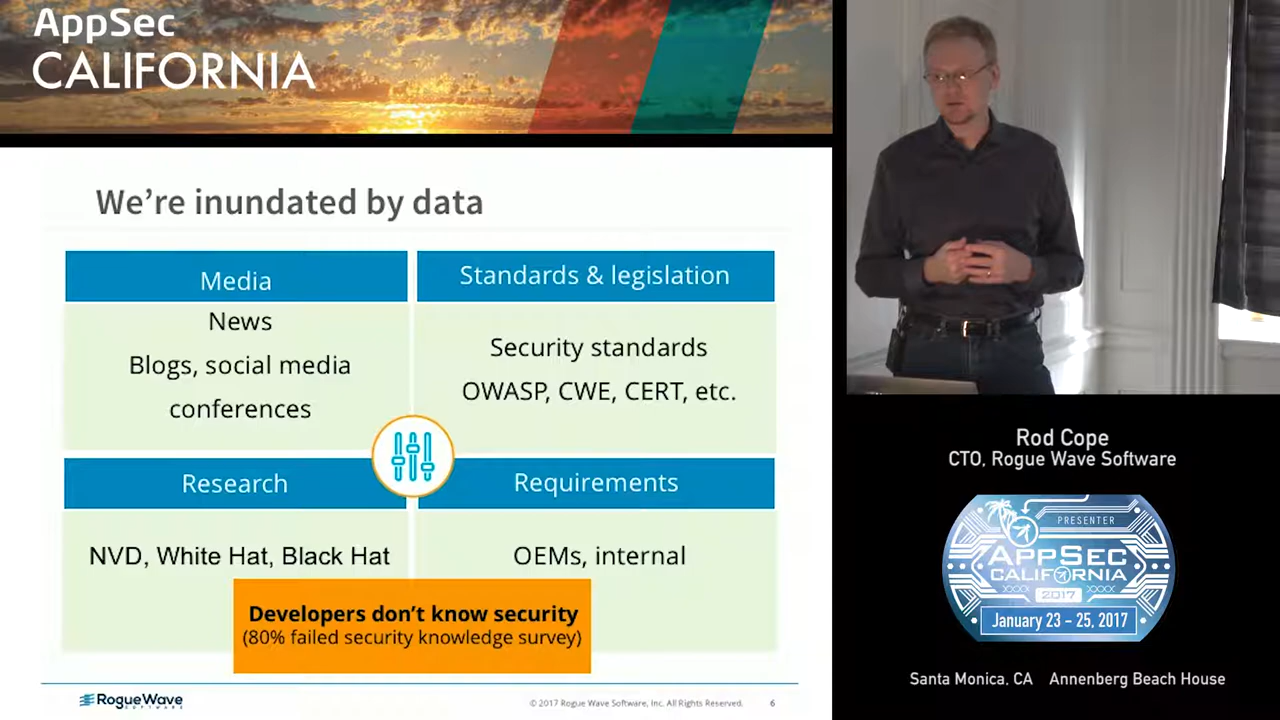 AppSec
CALIFORNIA
We're inundated by data
Media
News
Blogs, social media
conferences
Standards & legislation
Security standards
OWASP, CWE, CERT, etc.
Research
NVD, White Hat, Black Hat
Requirements
OEMs, internal
Developers don't know security
(80% failed security knowledge survey)
RogueWave
SOFTWARE
© 2017 Rogue Wave Software, Inc. All Rights Reserved.
6
Rod Cope
CTO, Rogue Wave Software
PRESENTER
APPSEC
CALIFORNIA
2017
January 23 – 25, 2017
Santa Monica, CA Annenberg Beach House